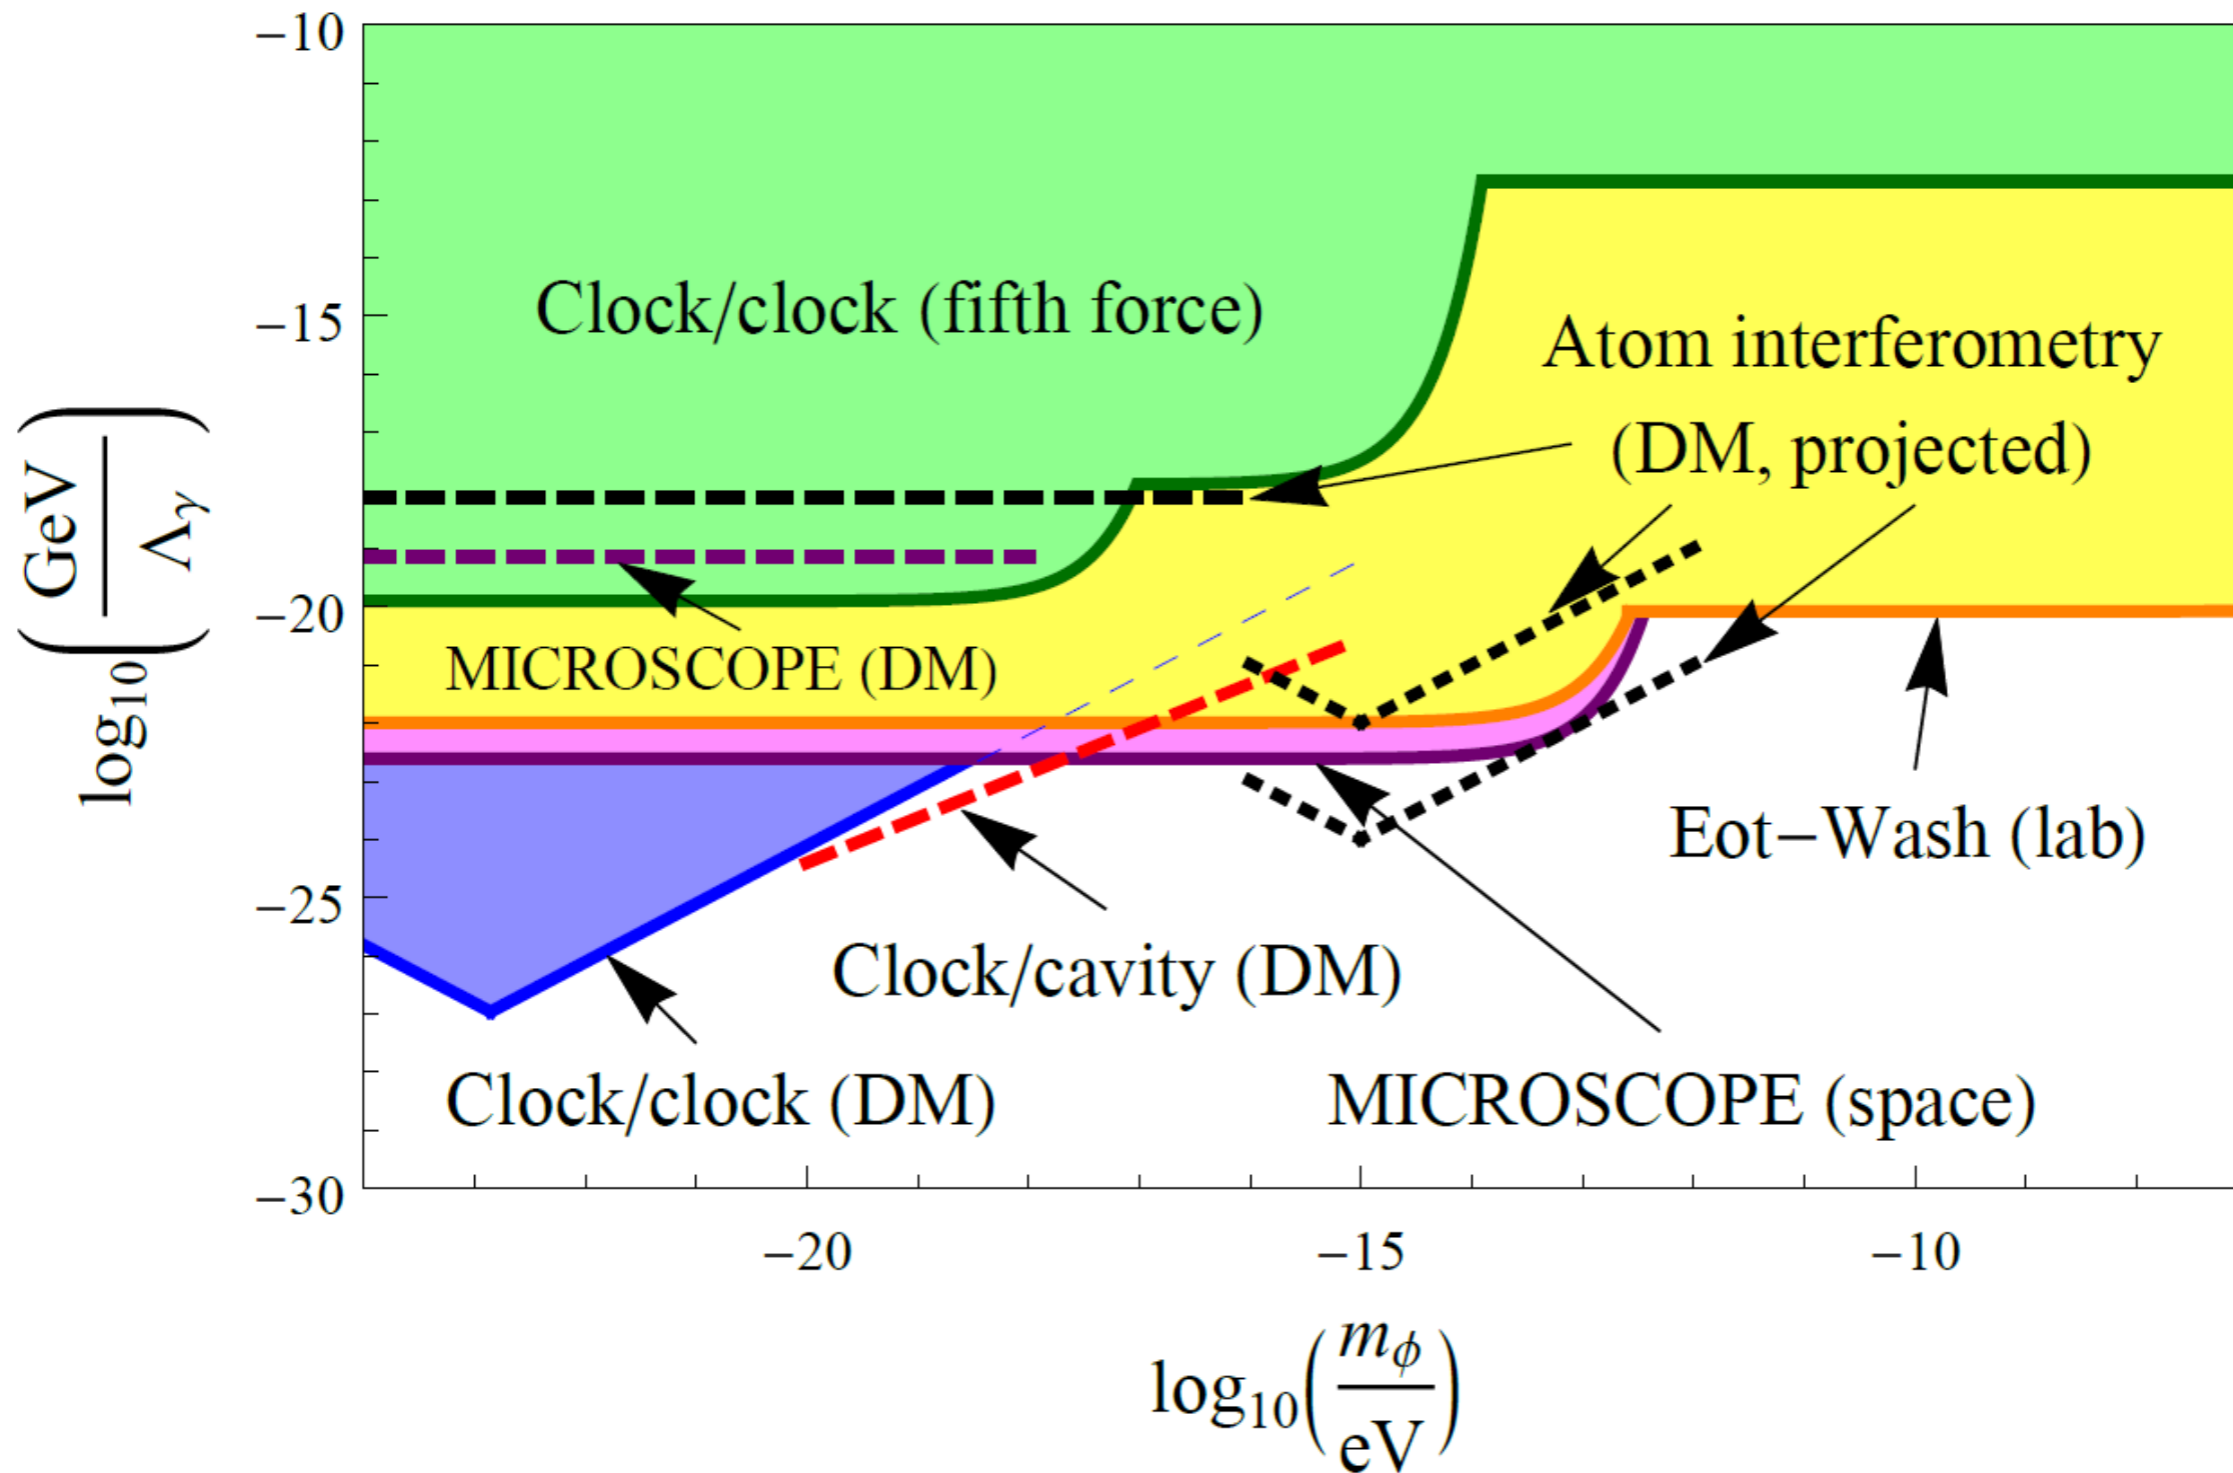 −10
−15
−20
−25
−30
log₁₀(GeV/Λᵧ)
Clock/clock (fifth force)
Atom interferometry
(DM, projected)
MICROSCOPE (DM)
Eot−Wash (lab)
Clock/cavity (DM)
Clock/clock (DM)
MICROSCOPE (space)
−20
−15
−10
log₁₀(m_ϕ/eV)